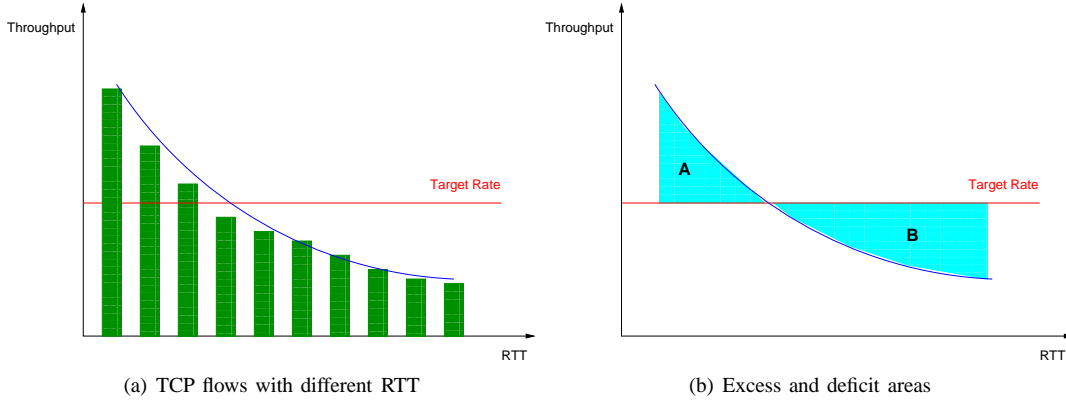 Throughput
Target Rate
RTT
(a) TCP flows with different RTT
Throughput
A
Target Rate
B
RTT
(b) Excess and deficit areas